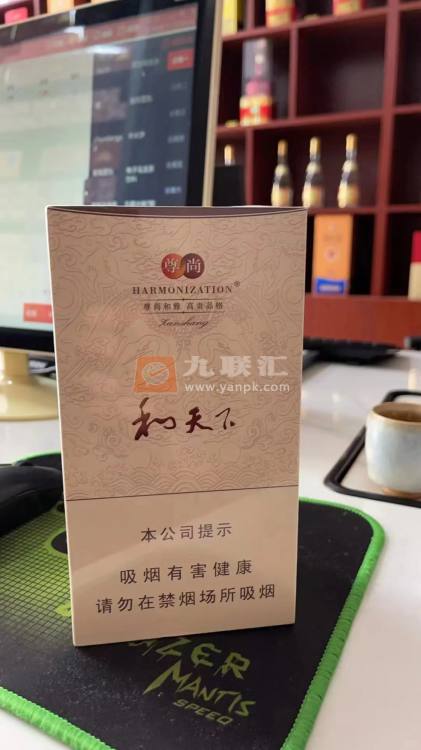 尊尚
HARMONIZATION®
尊尚和雅 高贵品格
九联汇
www.yanpk.com
和天下
本公司提示
吸烟有害健康
请勿在禁烟场所吸烟
MANTIS
SPEED